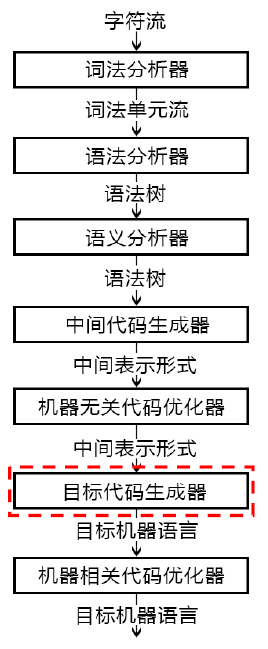 字符流
词法分析器
词法单元流
语法分析器
语法树
语义分析器
语法树
中间代码生成器
中间表示形式
机器无关代码优化器
中间表示形式
目标代码生成器
目标机器语言
机器相关代码优化器
目标机器语言